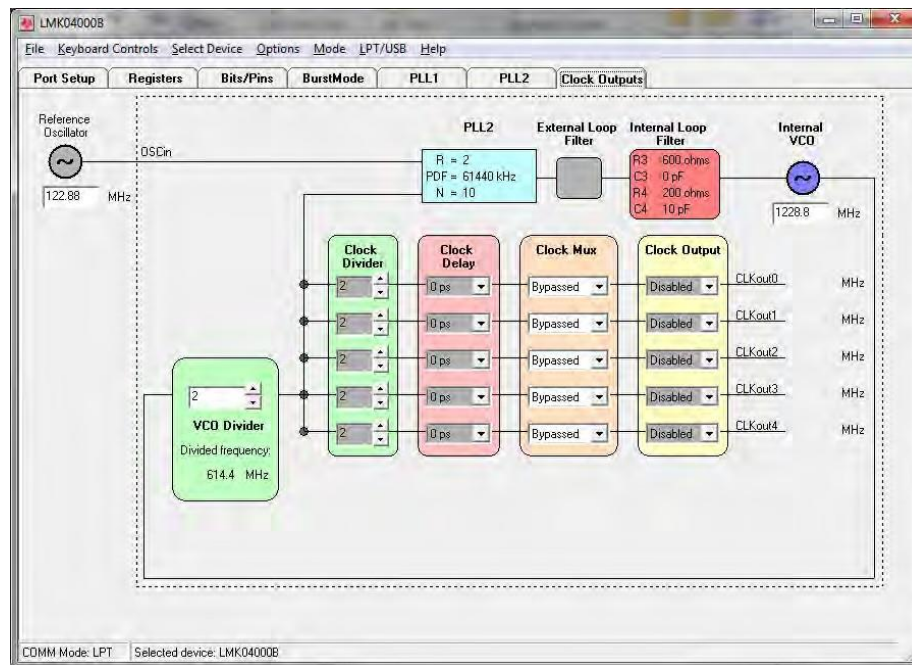 LMK04000B
File Keyboard Controls Select Device Options Mode LPT/USB Help
Port Setup Registers Bits/Pins BurstMode PLL1 PLL2 Clock Outputs
Reference
Oscillator
122.88 MHz
OSCin
PLL2
R = 2
PDF = 61440 kHz
N = 10
External Loop
Filter
Internal Loop
Filter
R3 600 ohms
C3 0 pF
R4 200 ohms
C4 10 pF
Internal
VCO
1228.8 MHz
Clock
Divider
Clock
Delay
Clock Mux
Clock Output
2 0 ps Bypassed Disabled CLKout0 MHz
2 0 ps Bypassed Disabled CLKout1 MHz
2 0 ps Bypassed Disabled CLKout2 MHz
2 0 ps Bypassed Disabled CLKout3 MHz
2 0 ps Bypassed Disabled CLKout4 MHz
2
VCO Divider
Divided frequency:
614.4 MHz
COMM Mode: LPT Selected device: LMK04000B